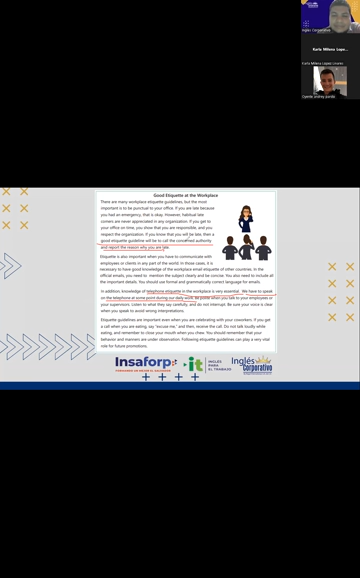 Inglés Corporativo
Karla Milena Lope...
Karla Milena Lopez Linares
Good Etiquette at the Workplace
There are many workplace etiquette guidelines, but the most
important is to be punctual to your office. If you are late because
you had an emergency, that is okay. However, habitual late
comers are never appreciated in any organization. If you get to
your office on time, you show that you are responsible, and you
respect the organization. If you know that you will be late, then a
good etiquette guideline will be to call the concerned authority
and report the reason why you are late.
Etiquette is also important when you have to communicate with
employees or clients in any part of the world. In those cases, it is
necessary to have good knowledge of the workplace email etiquette of other countries. In the
official emails, you need to mention the subject clearly and be concise. You also need to include all
the important details. You should use formal and grammatically correct language for emails.
In addition, knowledge of telephone etiquette in the workplace is very essential. We have to speak
on the telephone at some point during our daily work. Be polite when you talk to your employees or
your supervisors. Listen to what they say carefully, and do not interrupt. Be sure your voice is clear
when you speak to avoid wrong interpretations.
Etiquette guidelines are important even when you are celebrating with your coworkers. If you get
a call when you are eating, say "excuse me," and then, receive the call. Do not talk loudly while
eating, and remember to close your mouth when you chew. You should remember that your
behavior and manners are under observation. Following etiquette guidelines can play a very vital
role for future promotions.
Insaforp
it
INGLÉS
PARA EL
TRABAJO
Inglés
Corporativo